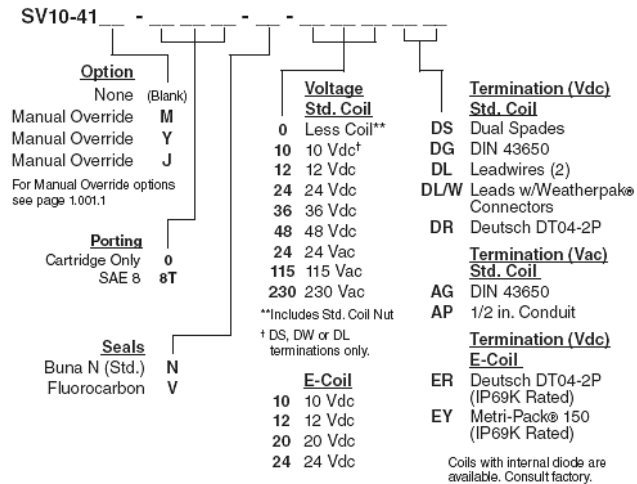 SV10-41__ - ___ - __ - ___ __
Option
None (Blank)
Manual Override M
Manual Override Y
Manual Override J
For Manual Override options
see page 1.001.1
Porting
Cartridge Only 0
SAE 8 8T
Seals
Buna N (Std.) N
Fluorocarbon V
Voltage
Std. Coil
0 Less Coil**
10 10 Vdc†
12 12 Vdc
24 24 Vdc
36 36 Vdc
48 48 Vdc
24 24 Vac
115 115 Vac
230 230 Vac
**Includes Std. Coil Nut
† DS, DW or DL
terminations only.
E-Coil
10 10 Vdc
12 12 Vdc
20 20 Vdc
24 24 Vdc
Termination (Vdc)
Std. Coil
DS Dual Spades
DG DIN 43650
DL Leadwires (2)
DL/W Leads w/Weatherpak®
Connectors
DR Deutsch DT04-2P
Termination (Vac)
Std. Coil
AG DIN 43650
AP 1/2 in. Conduit
Termination (Vdc)
E-Coil
ER Deutsch DT04-2P
(IP69K Rated)
EY Metri-Pack® 150
(IP69K Rated)
Coils with internal diode are
available. Consult factory.